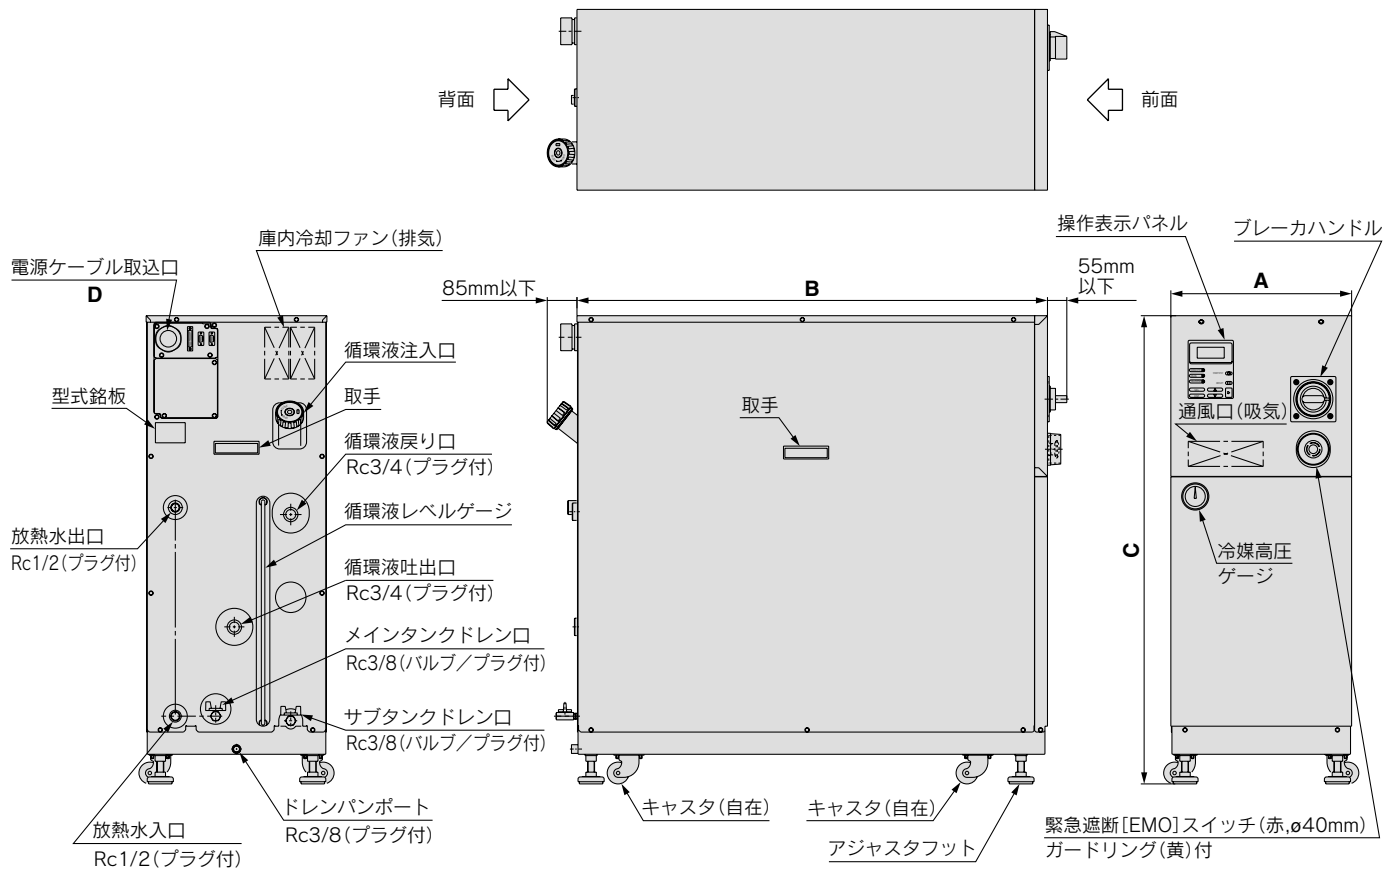 背面
前面
操作表示パネル
ブレーカハンドル
庫内冷却ファン(排気)
電源ケーブル取込口
D
85mm以下
B
55mm
以下
A
循環液注入口
型式銘板
取手
取手
通風口(吸気)
循環液戻り口
Rc3/4(プラグ付)
循環液レベルゲージ
放熱水出口
Rc1/2(プラグ付)
C
冷媒高圧
ゲージ
循環液吐出口
Rc3/4(プラグ付)
メインタンクドレン口
Rc3/8(バルブ/プラグ付)
サブタンクドレン口
Rc3/8(バルブ/プラグ付)
ドレンパンポート
Rc3/8(プラグ付)
キャスタ(自在)
キャスタ(自在)
アジャスタフット
放熱水入口
Rc1/2(プラグ付)
緊急遮断[EMO]スイッチ(赤,ø40mm)
ガードリング(黄)付